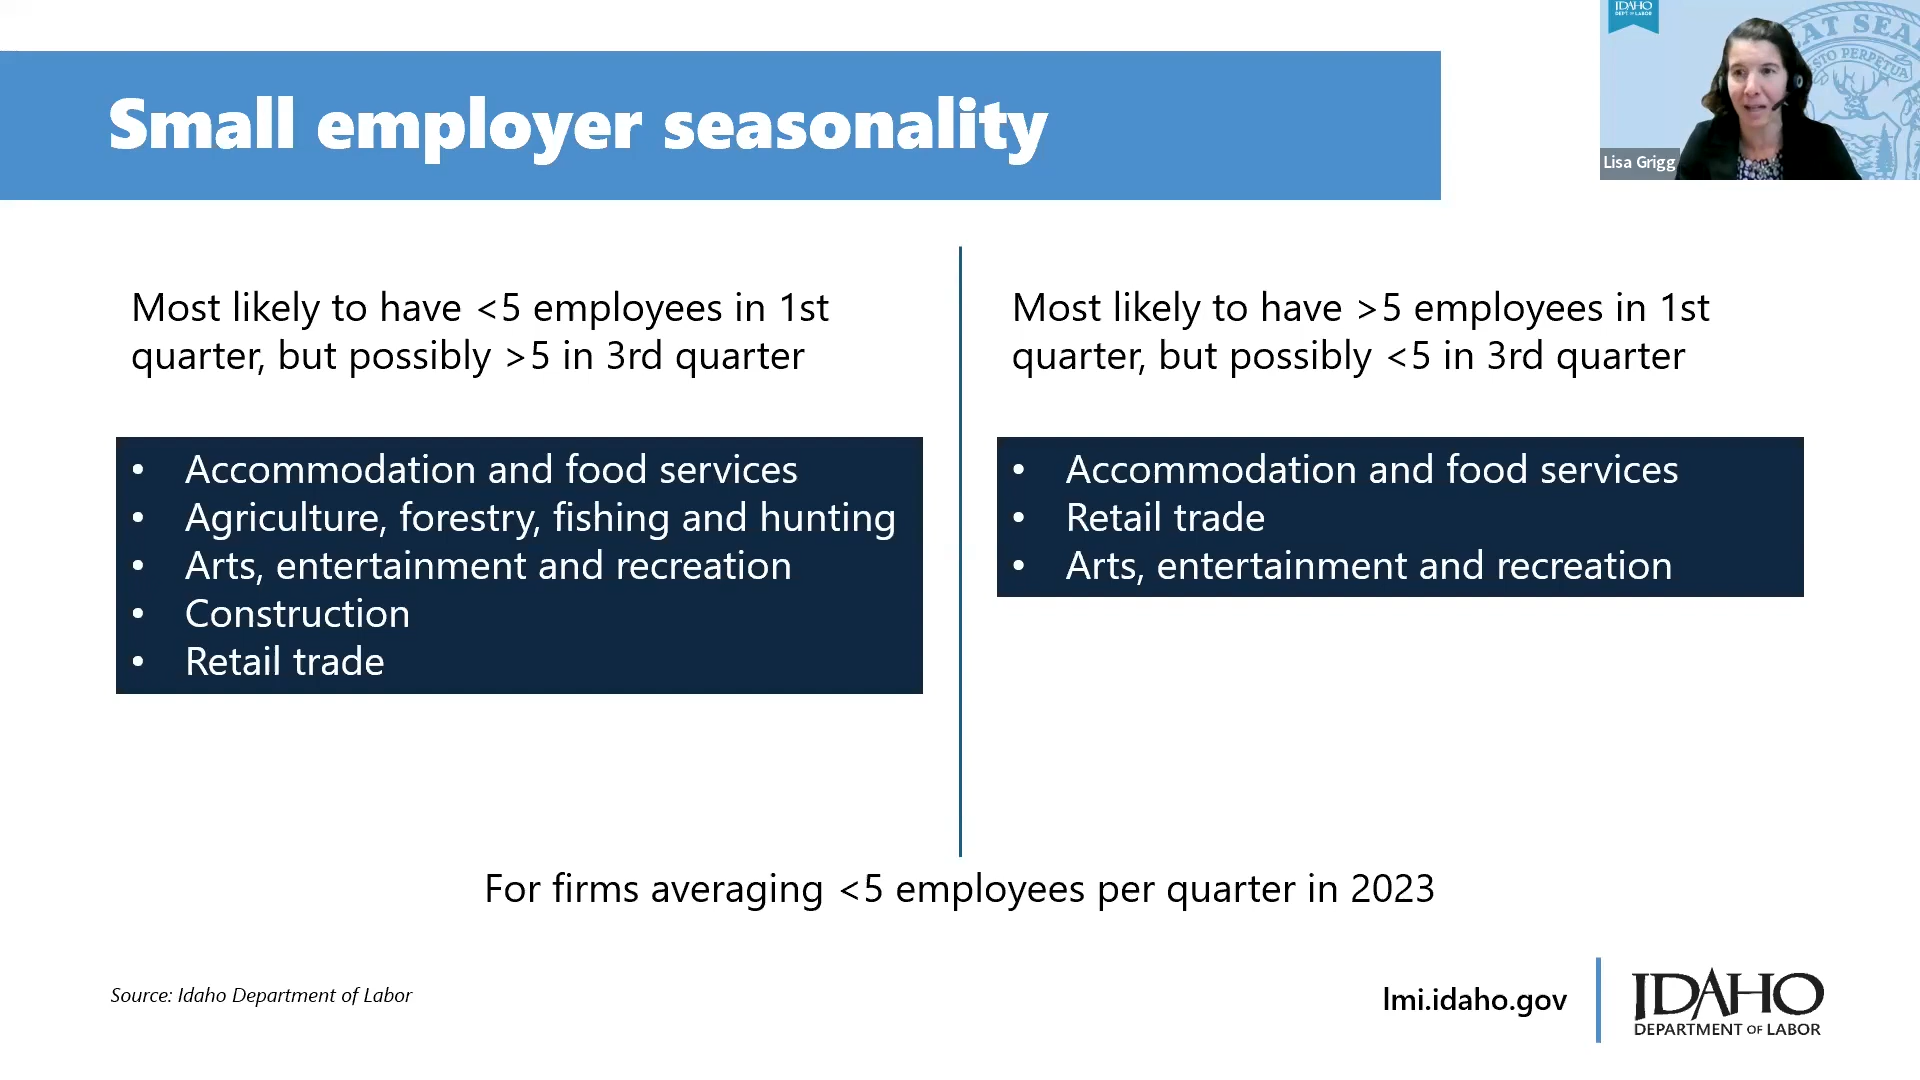 Small employer seasonality
IDAHO
DEPT OF LABOR
Lisa Grigg
Most likely to have <5 employees in 1st
quarter, but possibly >5 in 3rd quarter
• Accommodation and food services
• Agriculture, forestry, fishing and hunting
• Arts, entertainment and recreation
• Construction
• Retail trade
Most likely to have >5 employees in 1st
quarter, but possibly <5 in 3rd quarter
• Accommodation and food services
• Retail trade
• Arts, entertainment and recreation
For firms averaging <5 employees per quarter in 2023
Source: Idaho Department of Labor
lmi.idaho.gov
IDAHO
DEPARTMENT OF LABOR